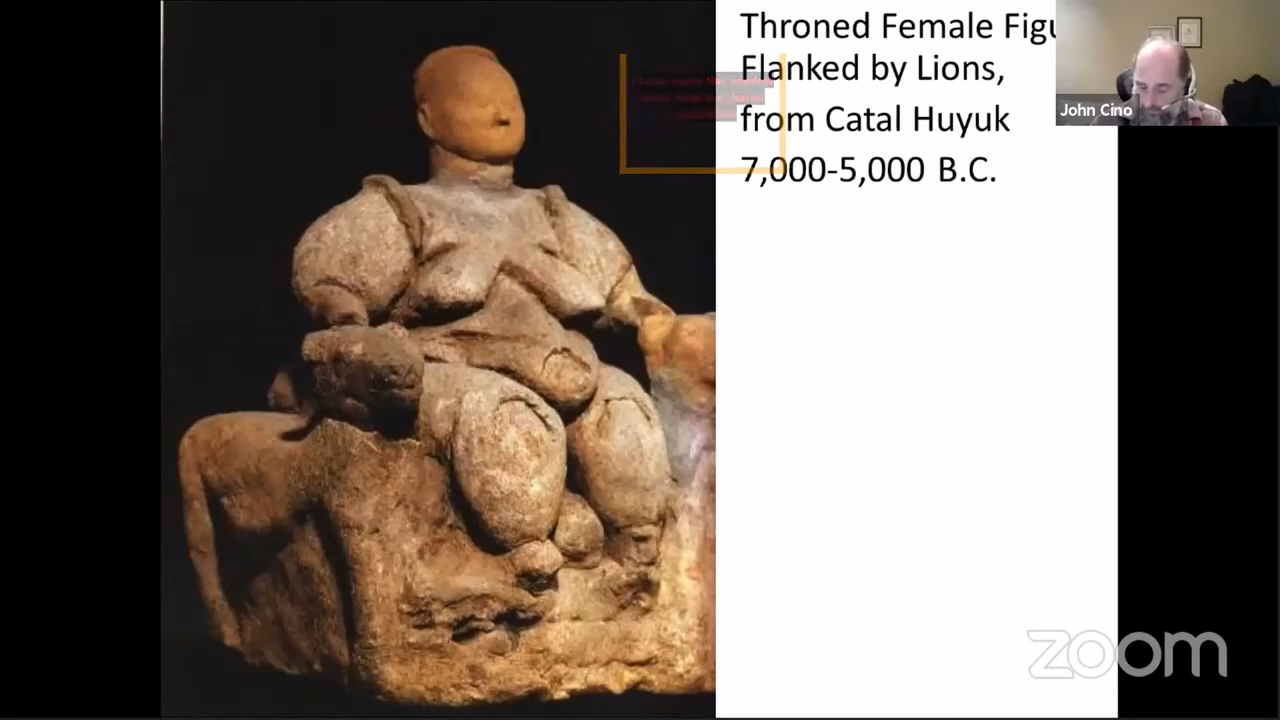 Throned Female Figu
Flanked by Lions,
from Catal Huyuk
7,000-5,000 B.C.
John Cino
zoom